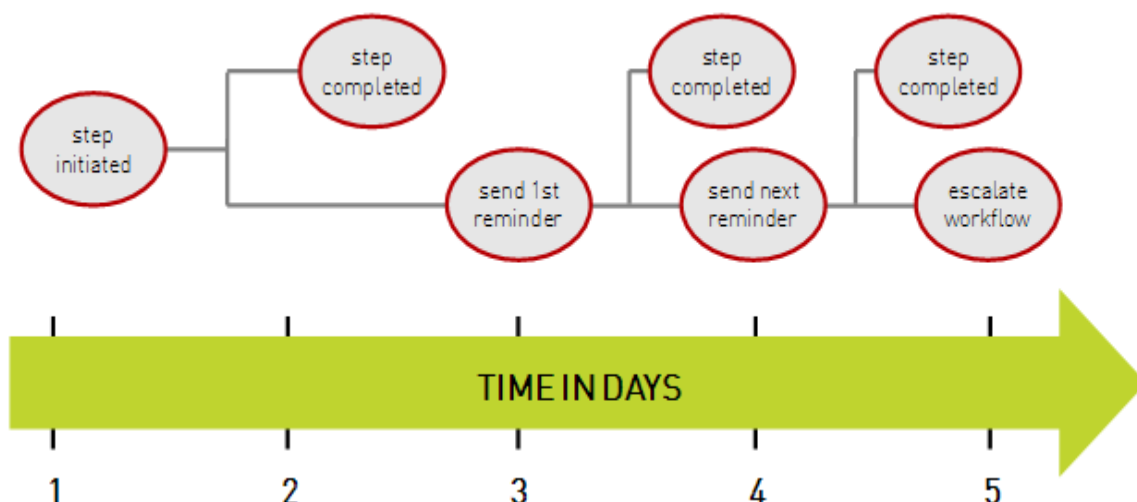 step
completed
step
completed
step
completed
step
initiated
send 1st
reminder
send next
reminder
escalate
workflow
TIME IN DAYS
1
2
3
4
5